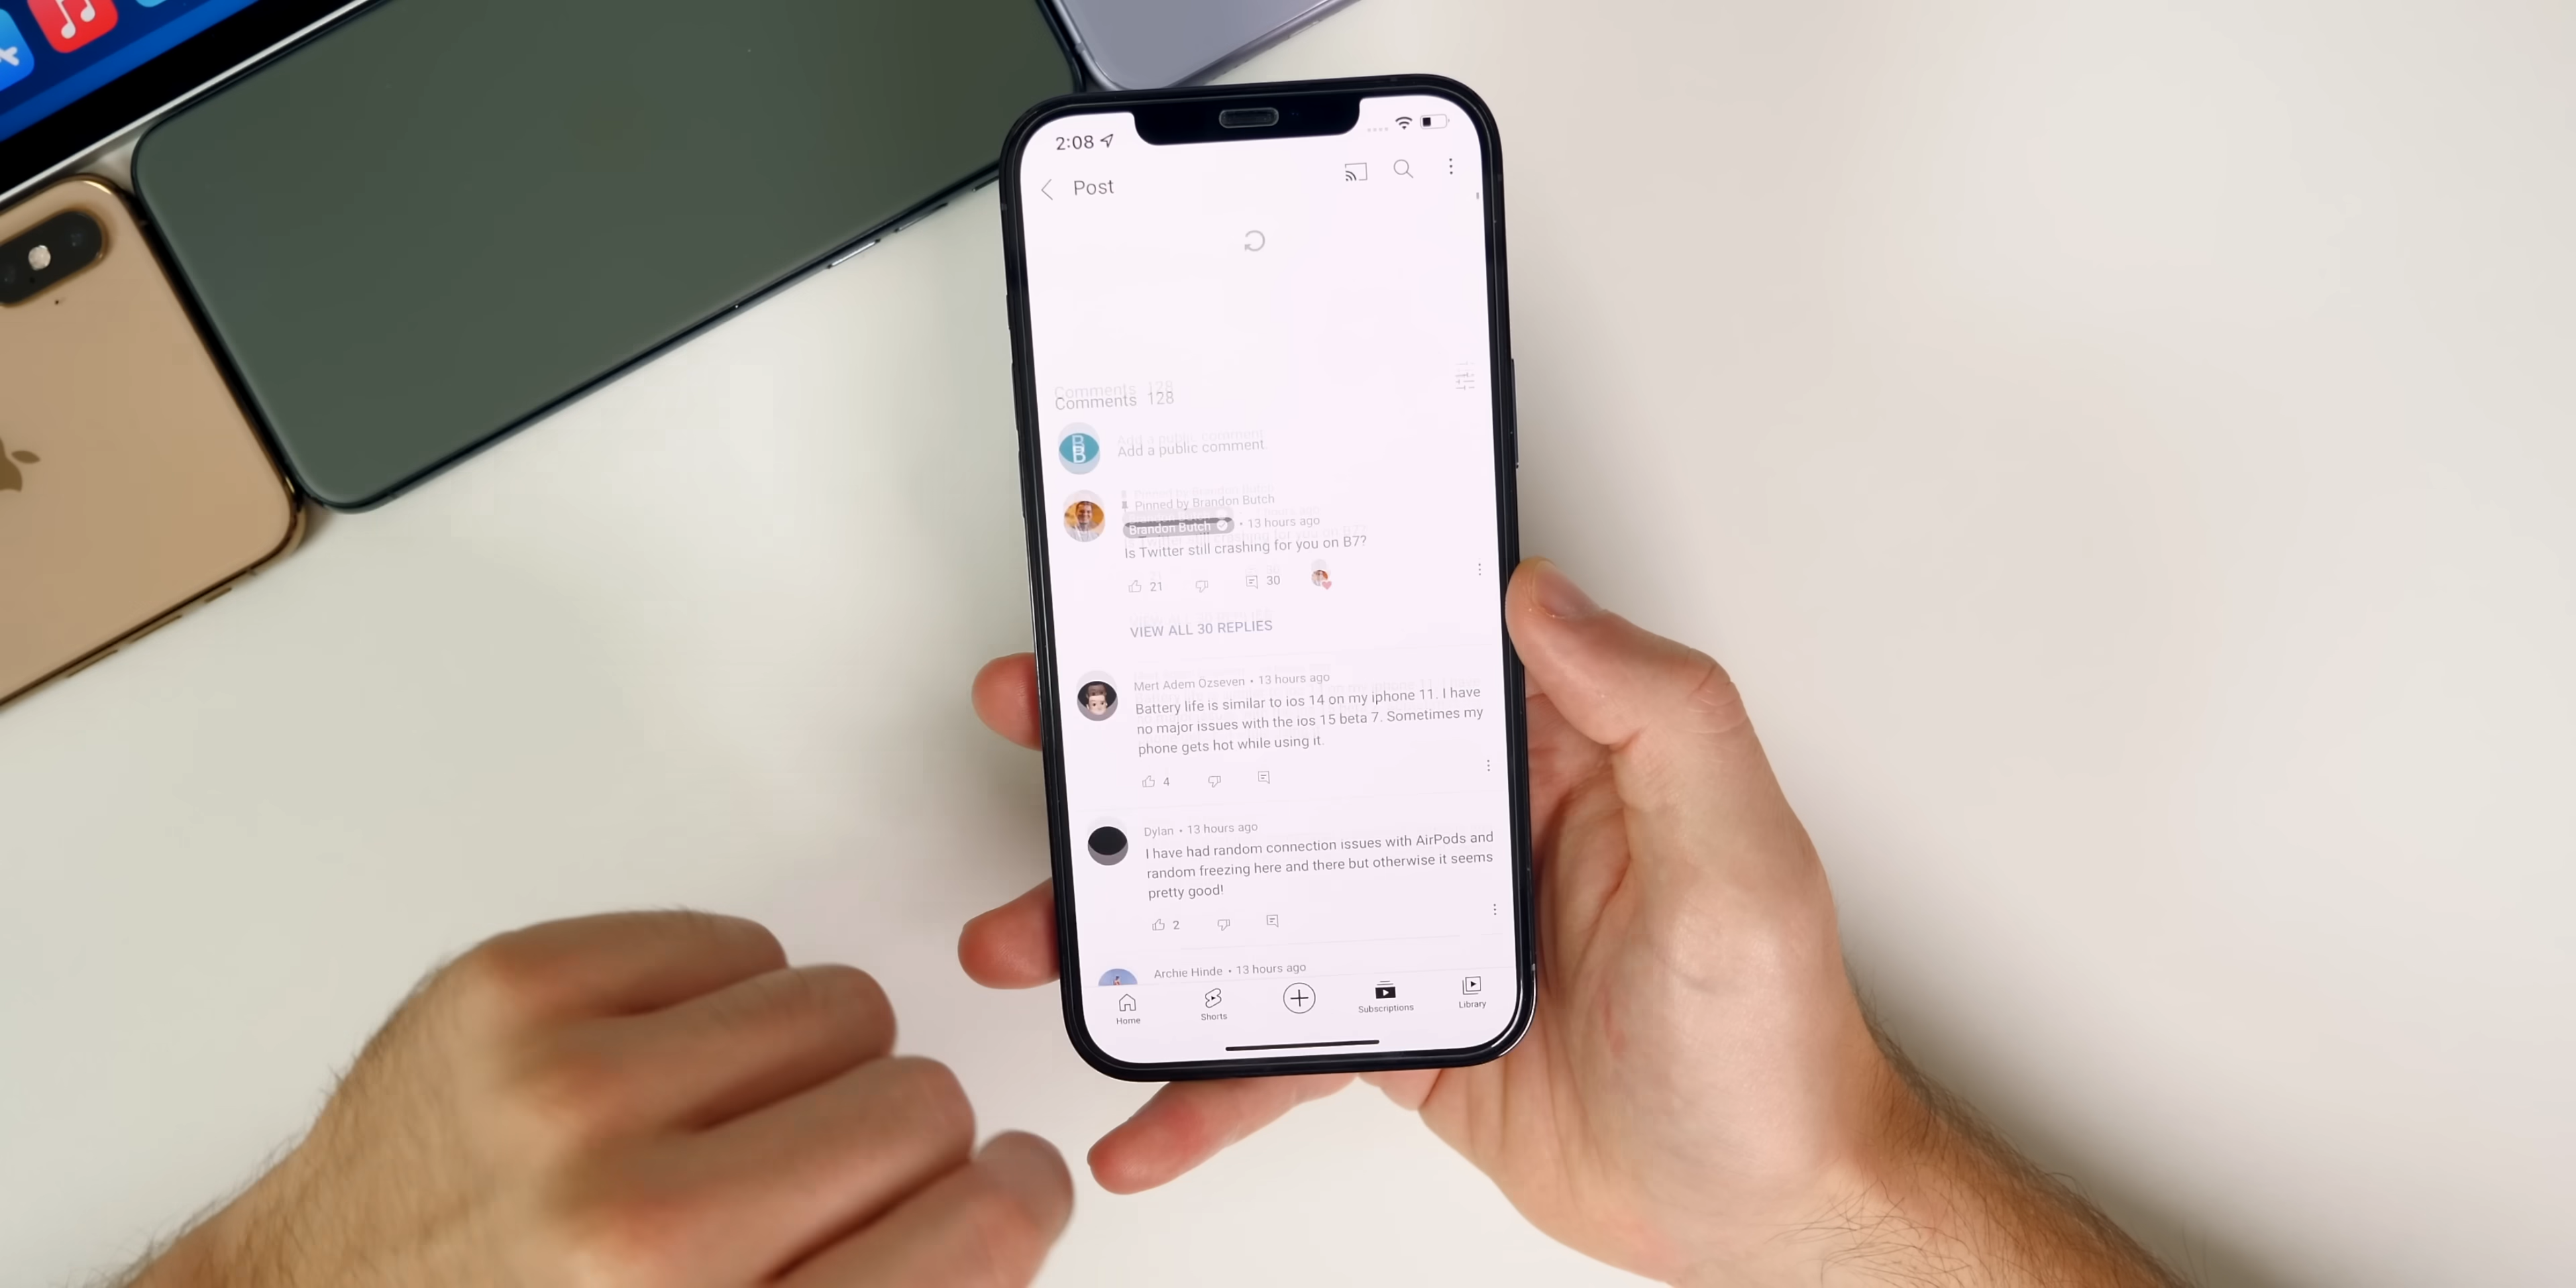 2:08
Post
Comments 128
Add a public comment
Pinned by Brandon Butch
Brandon Butch • 13 hours ago
Is Twitter still crashing for you on B7?
21 30
VIEW ALL 30 REPLIES
Mert Adem Özseven • 13 hours ago
Battery life is similar to ios 14 on my iphone 11. I have
no major issues with the ios 15 beta 7. Sometimes my
phone gets hot while using it.
4
Dylan • 13 hours ago
I have had random connection issues with AirPods and
random freezing here and there but otherwise it seems
pretty good!
2
Archie Hinde • 13 hours ago
Home Shorts Subscriptions Library